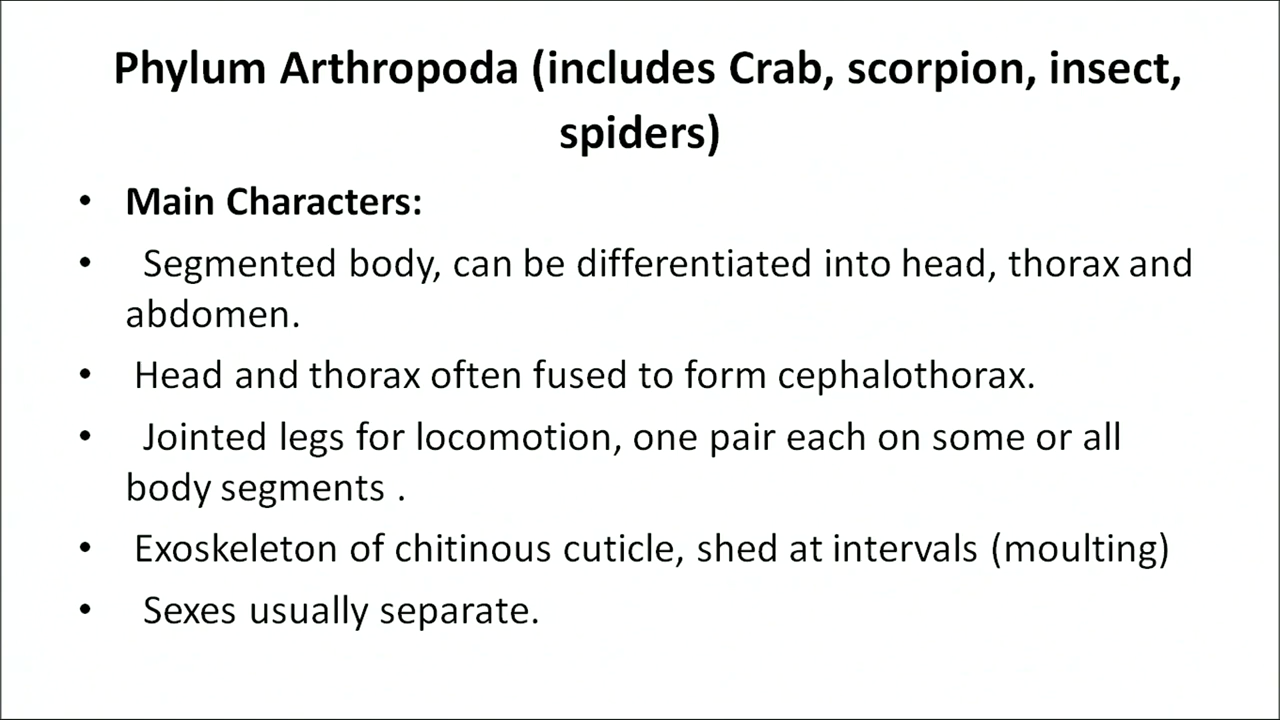 Phylum Arthropoda (includes Crab, scorpion, insect,
spiders)
• Main Characters:
• Segmented body, can be differentiated into head, thorax and
abdomen.
• Head and thorax often fused to form cephalothorax.
• Jointed legs for locomotion, one pair each on some or all
body segments .
• Exoskeleton of chitinous cuticle, shed at intervals (moulting)
• Sexes usually separate.